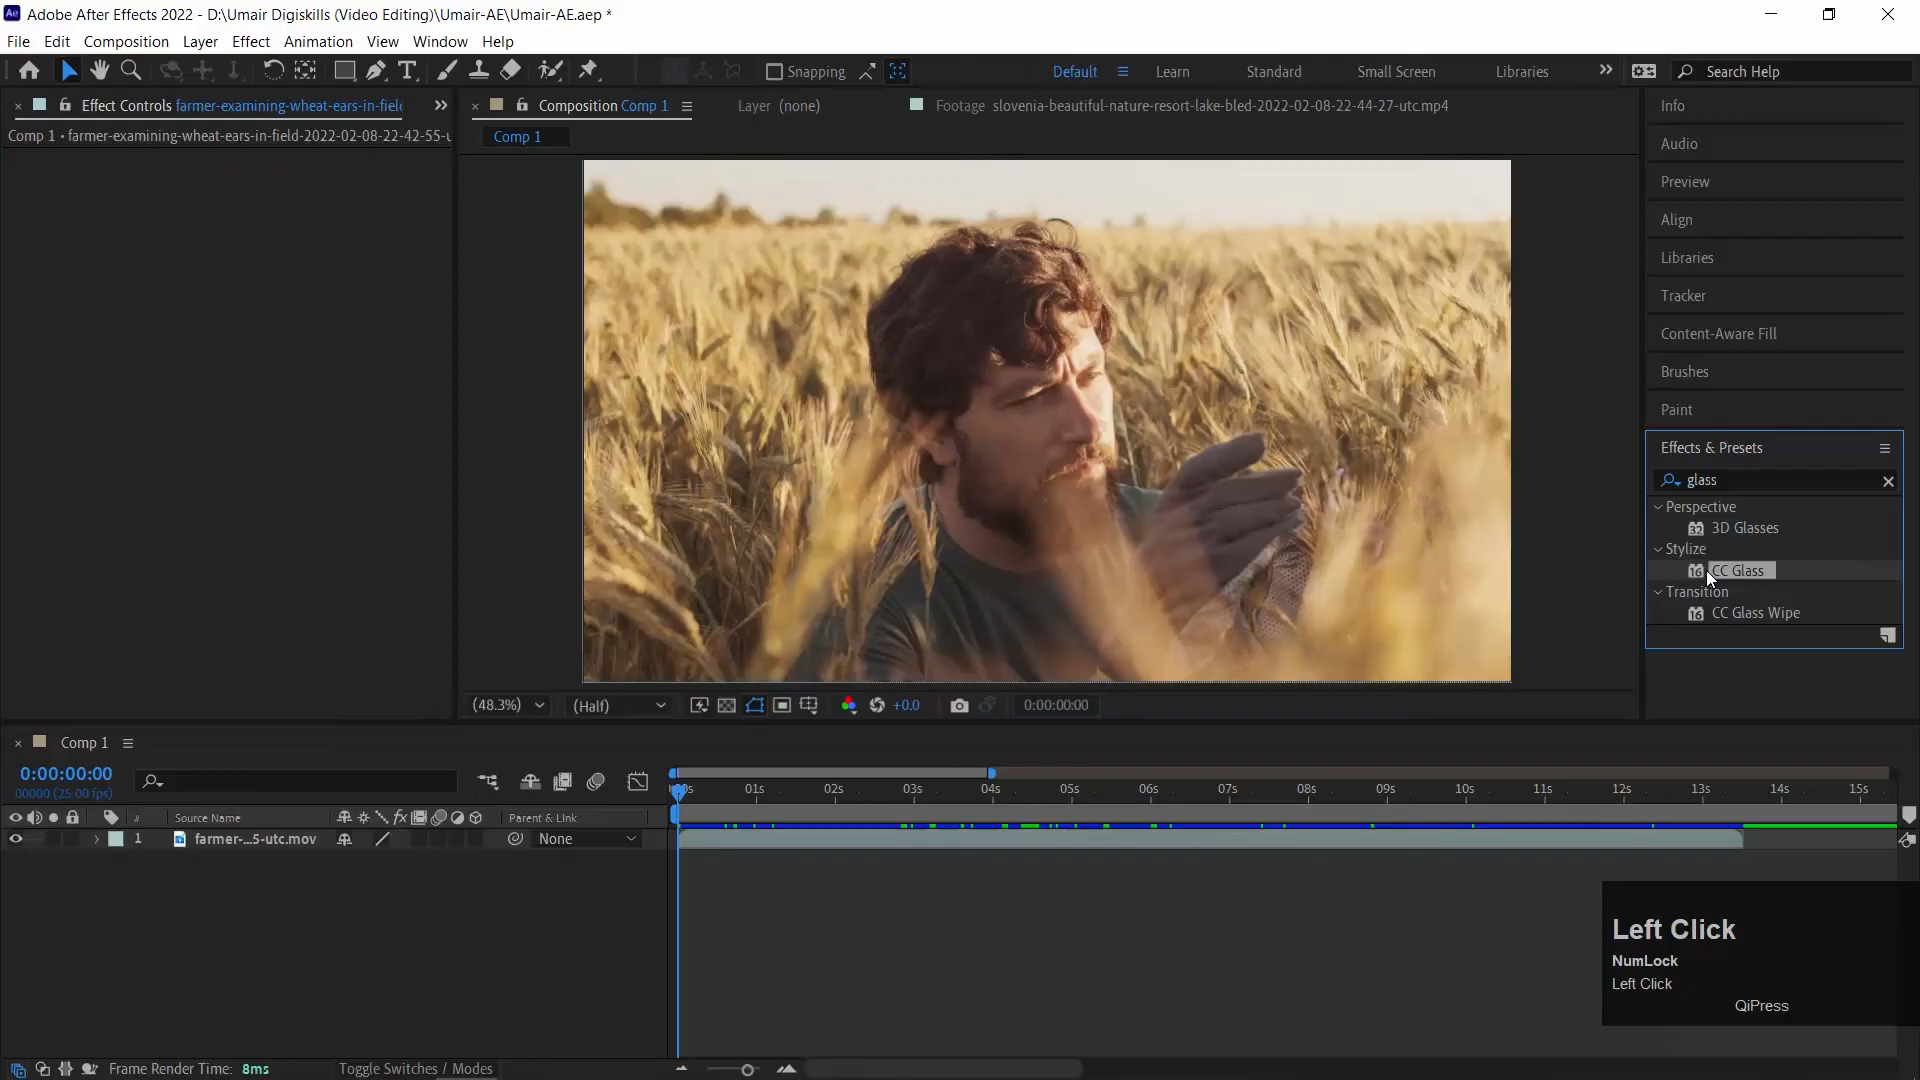 Adobe After Effects 2022 - D:\Umair Digiskills (Video Editing)\Umair-AE\Umair-AE.aep *
File Edit Composition Layer Effect Animation View Window Help
Snapping Default Learn Standard Small Screen Libraries Search Help
Effect Controls farmer-examining-wheat-ears-in-fiel
Composition Comp 1 Layer (none) Footage slovenia-beautiful-nature-resort-lake-bled-2022-02-08-22-44-27-utc.mp4
Comp 1 • farmer-examining-wheat-ears-in-field-2022-02-08-22-42-55-u
Comp 1
Info
Audio
Preview
Align
Libraries
Tracker
Content-Aware Fill
Brushes
Paint
Effects & Presets
glass
Perspective
32 3D Glasses
Stylize
16 CC Glass
Transition
16 CC Glass Wipe
(48.3%) (Half) +0.0 0:00:00:00
Comp 1
0:00:00:00
00000 (25.00 fps)
00s 01s 02s 03s 04s 05s 06s 07s 08s 09s 10s 11s 12s 13s 14s 15s
# Source Name fx Parent & Link
1 farmer-...5-utc.mov None
Left Click
NumLock
Left Click
QiPress
Frame Render Time: 8ms Toggle Switches / Modes